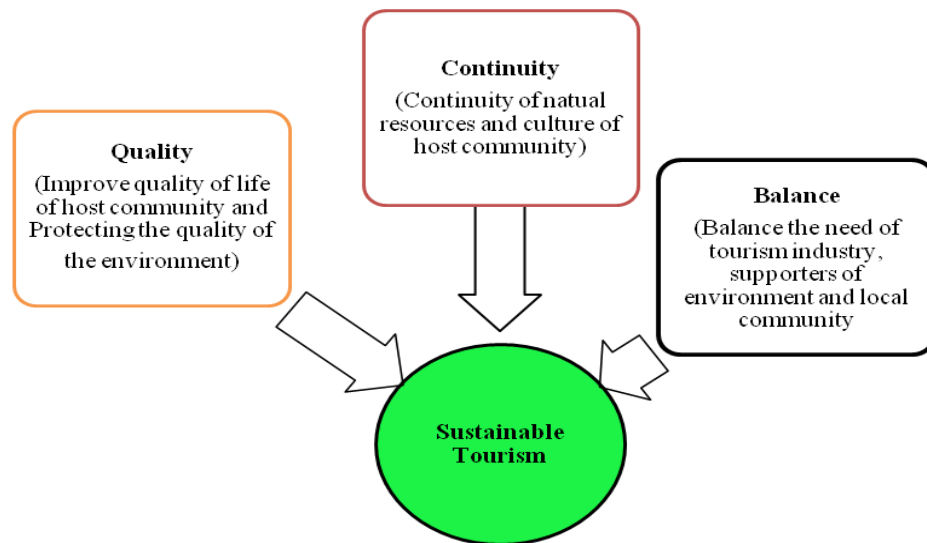 Continuity
(Continuity of natual
resources and culture of
host community)
Quality
(Improve quality of life
of host community and
Protecting the quality of
the environment)
Balance
(Balance the need of
tourism industry,
supporters of
environment and local
community
Sustainable
Tourism